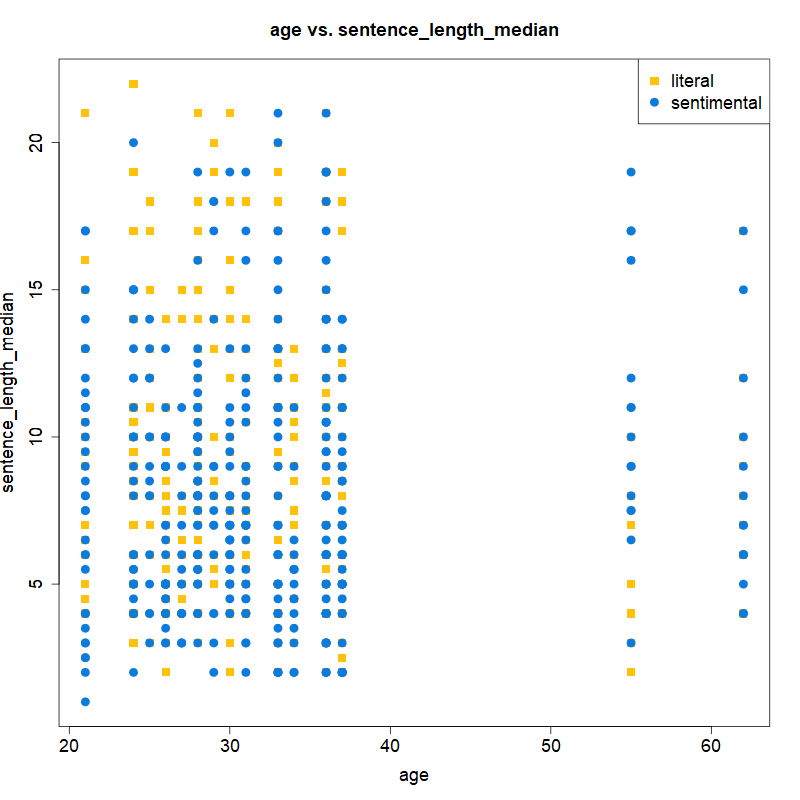 age vs. sentence_length_median
literal
sentimental
sentence_length_median
20
15
10
5
20 30 40 50 60
age